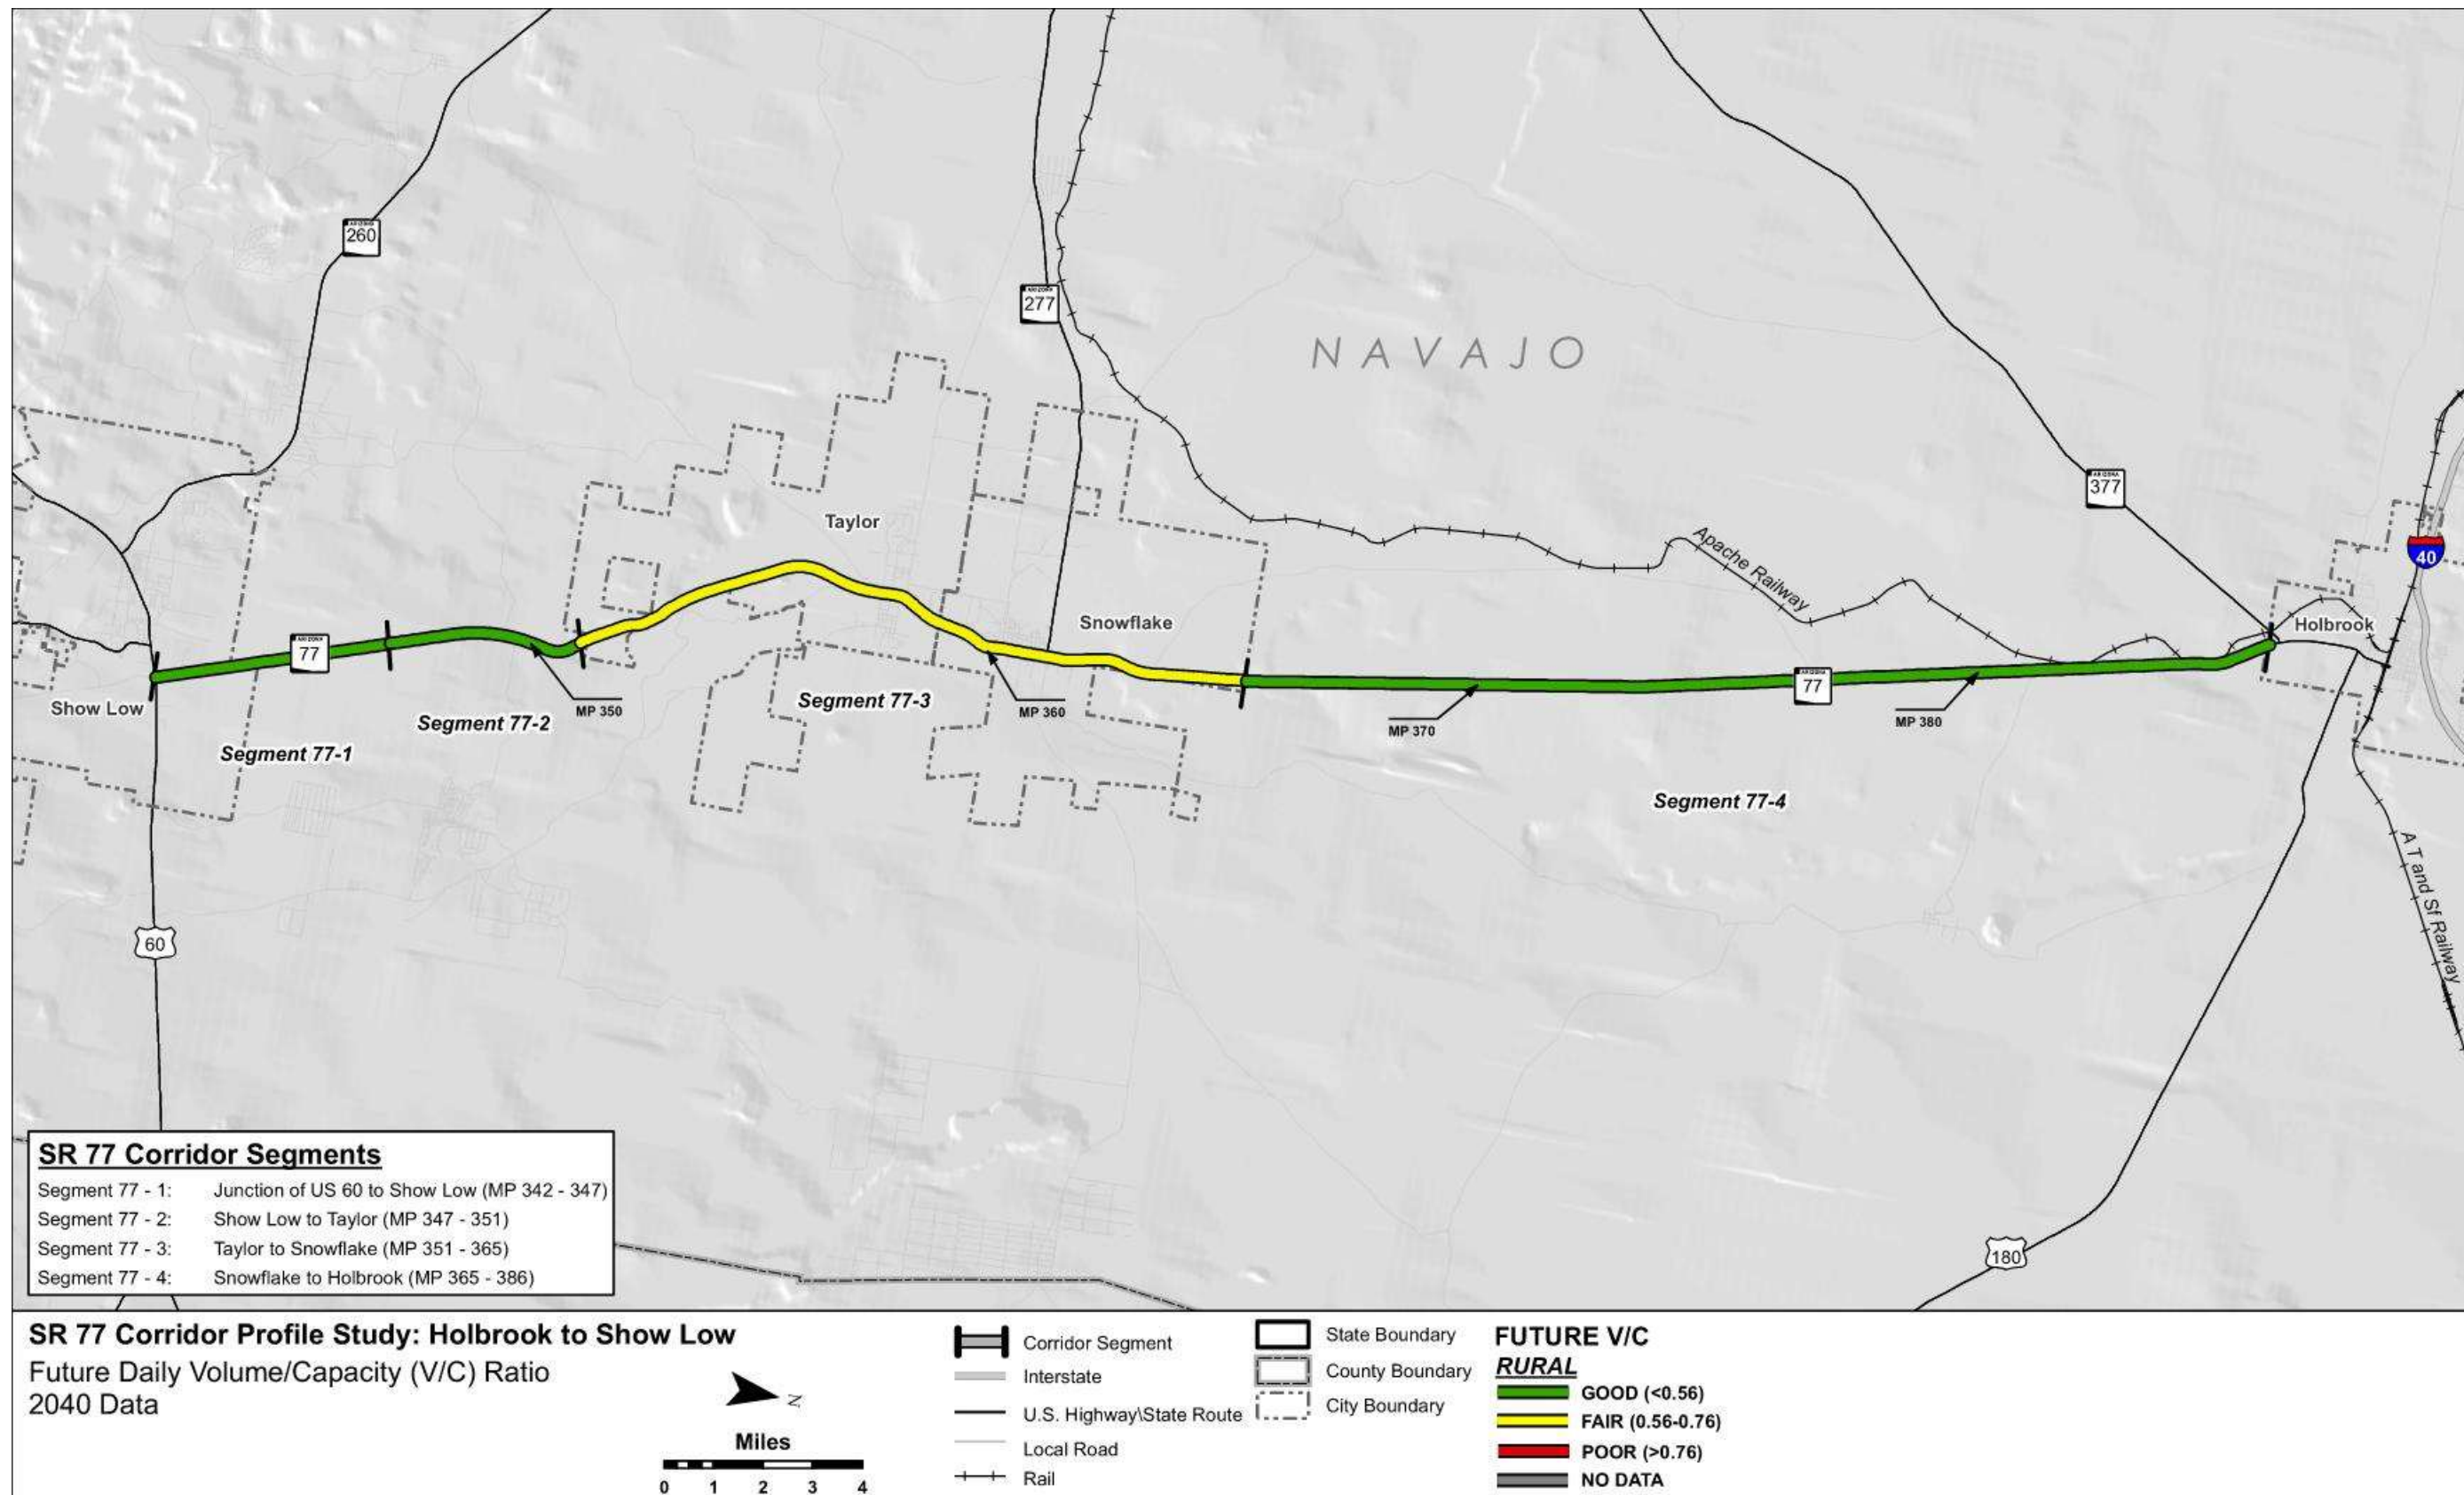 ARIZONA
260
ARIZONA
277
NAVAJO
ARIZONA
377
40
Taylor
Apache Railway
Snowflake
Holbrook
ARIZONA
77
ARIZONA
77
Show Low
MP 350
Segment 77-3
MP 360
Segment 77-2
MP 370
MP 380
Segment 77-1
Segment 77-4
A T and Sf Railway
60
180
SR 77 Corridor Segments
Segment 77 - 1: Junction of US 60 to Show Low (MP 342 - 347)
Segment 77 - 2: Show Low to Taylor (MP 347 - 351)
Segment 77 - 3: Taylor to Snowflake (MP 351 - 365)
Segment 77 - 4: Snowflake to Holbrook (MP 365 - 386)
SR 77 Corridor Profile Study: Holbrook to Show Low
Future Daily Volume/Capacity (V/C) Ratio
2040 Data
N
Miles
0 1 2 3 4
Corridor Segment
Interstate
U.S. Highway\State Route
Local Road
Rail
State Boundary
County Boundary
City Boundary
FUTURE V/C
RURAL
GOOD (<0.56)
FAIR (0.56-0.76)
POOR (>0.76)
NO DATA